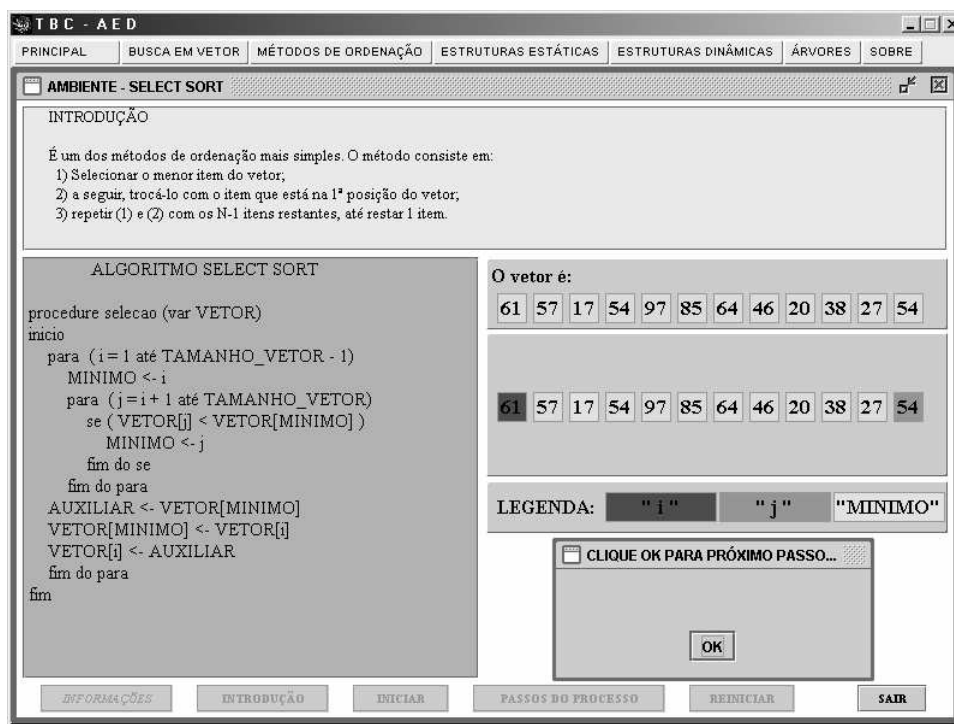 TBC - AED
PRINCIPAL BUSCA EM VETOR MÉTODOS DE ORDENAÇÃO ESTRUTURAS ESTÁTICAS ESTRUTURAS DINÂMICAS ÁRVORES SOBRE
AMBIENTE - SELECT SORT
INTRODUÇÃO
É um dos métodos de ordenação mais simples. O método consiste em:
1) Selecionar o menor item do vetor;
2) a seguir, trocá-lo com o item que está na 1ª posição do vetor;
3) repetir (1) e (2) com os N-1 itens restantes, até restar 1 item.
ALGORITMO SELECT SORT
procedure selecao (var VETOR)
inicio
para ( i = 1 até TAMANHO_VETOR - 1)
MINIMO <- i
para ( j = i + 1 até TAMANHO_VETOR)
se ( VETOR[j] < VETOR[MINIMO] )
MINIMO <- j
fim do se
fim do para
AUXILIAR <- VETOR[MINIMO]
VETOR[MINIMO] <- VETOR[i]
VETOR[i] <- AUXILIAR
fim do para
fim
O vetor é:
61 57 17 54 97 85 64 46 20 38 27 54
61 57 17 54 97 85 64 46 20 38 27 54
LEGENDA: " i " " j " "MINIMO"
CLIQUE OK PARA PRÓXIMO PASSO...
OK
INFORMAÇÕES INTRODUÇÃO INICIAR PASSOS DO PROCESSO REINICIAR SAIR